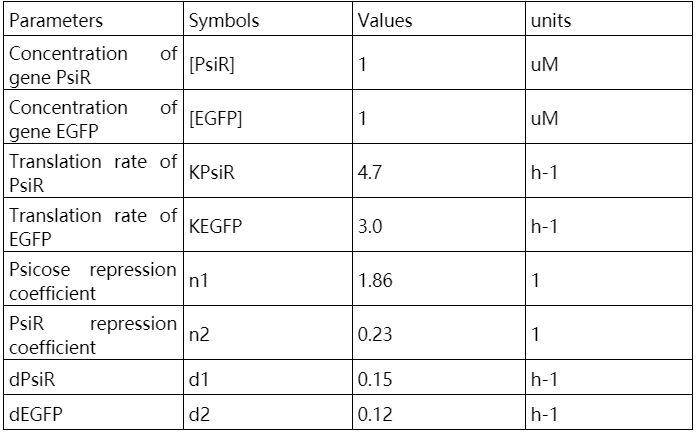 Parameters Symbols Values units
Concentration of
gene PsiR [PsiR] 1 uM
Concentration of
gene EGFP [EGFP] 1 uM
Translation rate of
PsiR KPsiR 4.7 h-1
Translation rate of
EGFP KEGFP 3.0 h-1
Psicose repression
coefficient n1 1.86 1
PsiR repression
coefficient n2 0.23 1
dPsiR d1 0.15 h-1
dEGFP d2 0.12 h-1